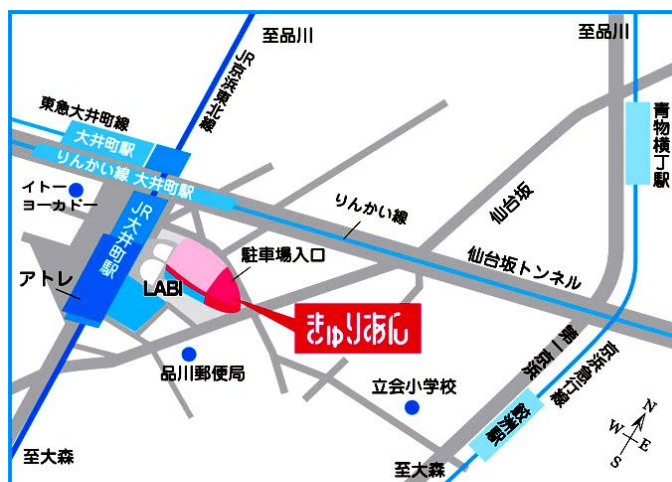 至品川
至品川
JR京浜東北線
東急大井町線
大井町駅
りんかい線 大井町駅
青物横丁駅
イトー
ヨーカドー
JR大井町駅
りんかい線
仙台坂
駐車場入口
仙台坂トンネル
アトレ
LABI
きゅりあん
品川郵便局
立会小学校
第一京浜
京浜急行線
鮫洲駅
至大森
至大森
N
W
E
S